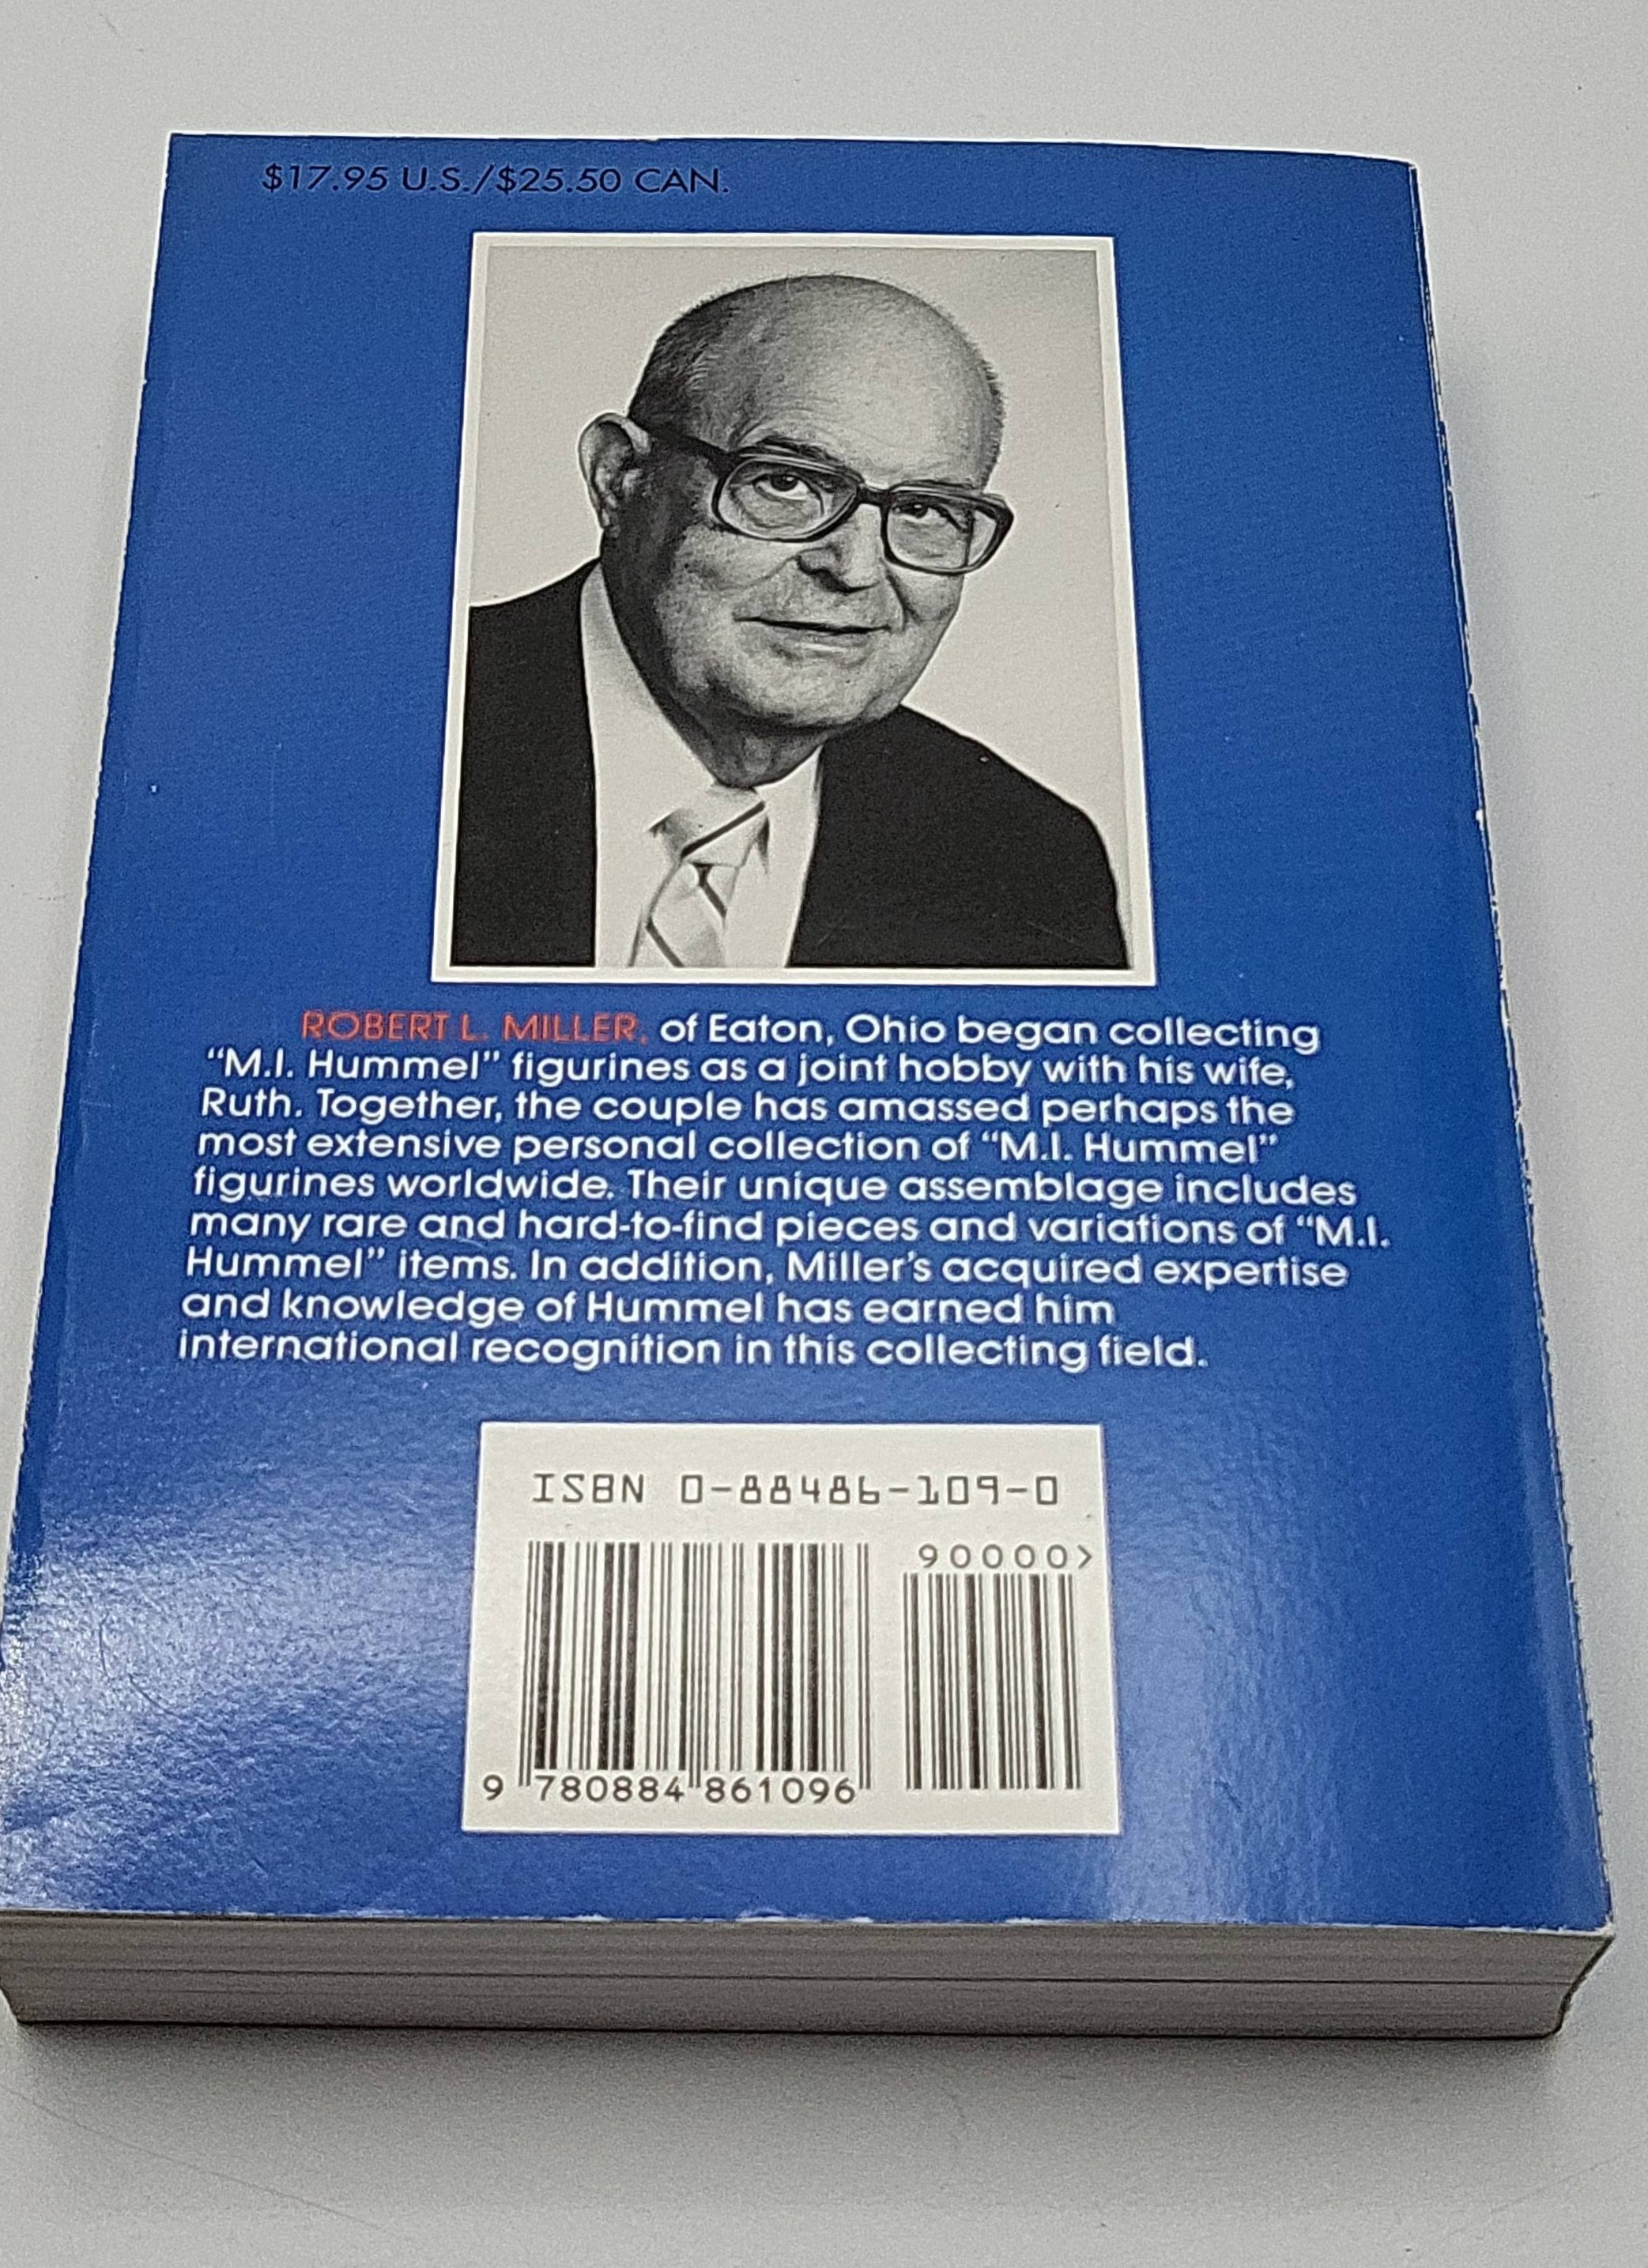 $17.95 U.S./$25.50 CAN.
ROBERT L. MILLER, of Eaton, Ohio began collecting
“M.I. Hummel” figurines as a joint hobby with his wife,
Ruth. Together, the couple has amassed perhaps the
most extensive personal collection of “M.I. Hummel”
figurines worldwide. Their unique assemblage includes
many rare and hard-to-find pieces and variations of “M.I.
Hummel” items. In addition, Miller’s acquired expertise
and knowledge of Hummel has earned him
international recognition in this collecting field.
ISBN 0-88486-109-0
90000>
9 780884 861096